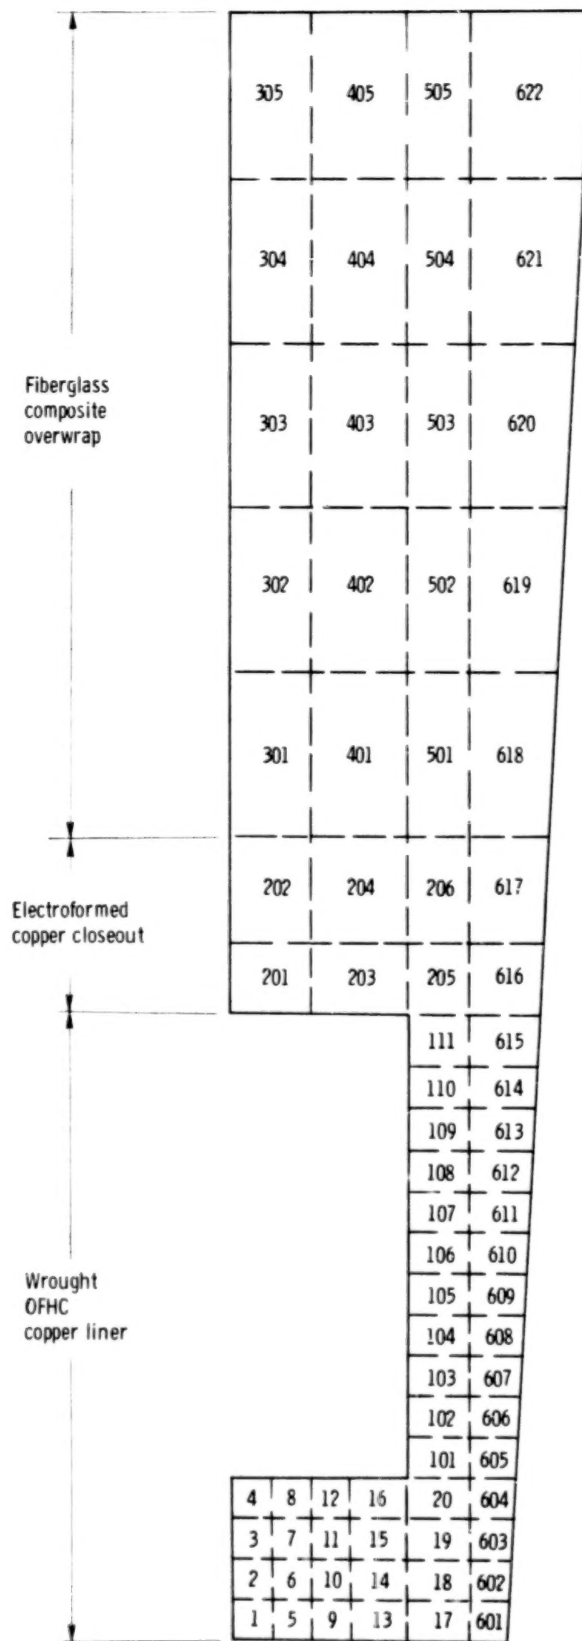 305 405 505 622
304 404 504 621
Fiberglass
composite
overwrap
303 403 503 620
302 402 502 619
301 401 501 618
202 204 206 617
Electroformed
copper closeout
201 203 205 616
111 615
110 614
109 613
108 612
107 611
106 610
Wrought
OFHC
copper liner
105 609
104 608
103 607
102 606
101 605
4 8 12 16 20 604
3 7 11 15 19 603
2 6 10 14 18 602
1 5 9 13 17 601